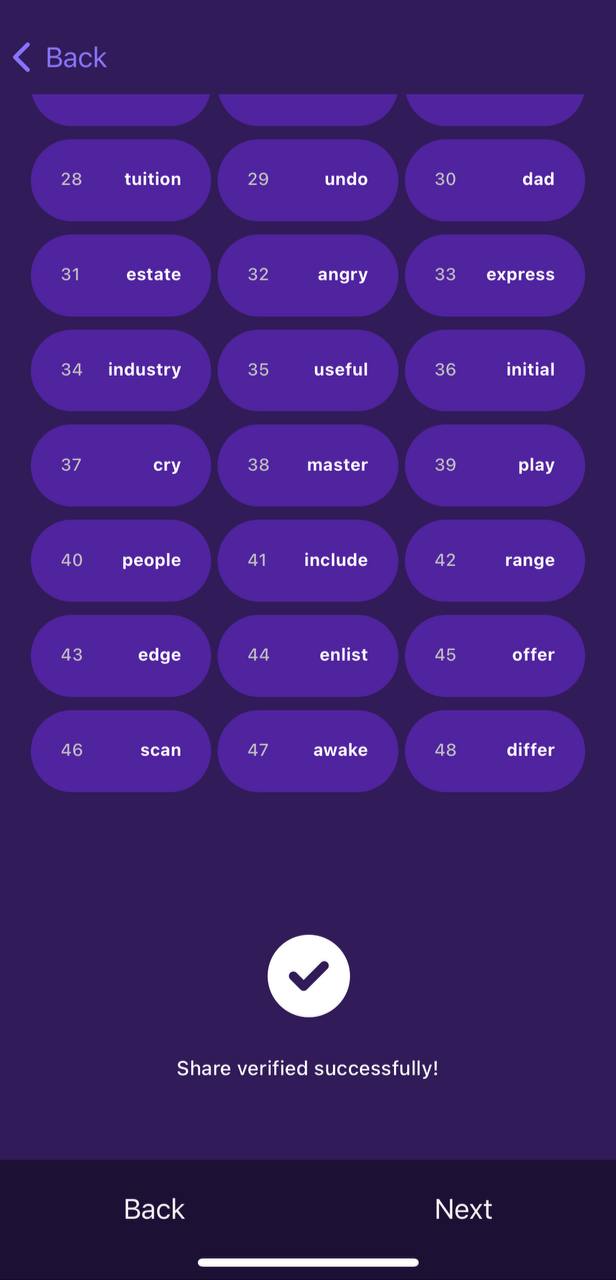 Back
28 tuition 29 undo 30 dad
31 estate 32 angry 33 express
34 industry 35 useful 36 initial
37 cry 38 master 39 play
40 people 41 include 42 range
43 edge 44 enlist 45 offer
46 scan 47 awake 48 differ
Share verified successfully!
Back Next